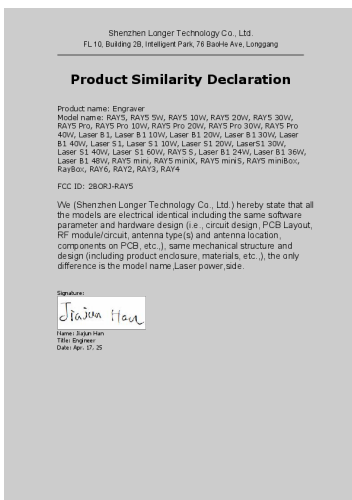 Shenzhen Longer Technology Co., Ltd.
FL 10, Building 2B, Intelligent Park, 76 BaoHe Ave, Longgang
Product Similarity Declaration
Product name: Engraver
Model name: RAY5, RAY5 5W, RAY5 10W, RAY5 20W, RAY5 30W,
RAY5 Pro, RAY5 Pro 10W, RAY5 Pro 20W, RAY5 Pro 30W, RAY5 Pro
40W, Laser B1, Laser B1 10W, Laser B1 20W, Laser B1 30W, Laser
B1 40W, Laser S1, Laser S1 10W, Laser S1 20W, LaserS1 30W,
Laser S1 40W, Laser S1 60W, RAY5 S, Laser B1 24W, Laser B1 36W,
Laser B1 48W, RAY5 mini, RAY5 miniX, RAY5 miniS, RAY5 miniBox,
RayBox, RAY6, RAY2, RAY3, RAY4
FCC ID: 2BORJ-RAY5
We (Shenzhen Longer Technology Co., Ltd.) hereby state that all
the models are electrical identical including the same software
parameter and hardware design (i.e., circuit design, PCB Layout,
RF module/circuit, antenna type(s) and antenna location,
components on PCB, etc.,), same mechanical structure and
design (including product enclosure, materials, etc.,), the only
difference is the model name,Laser power,side.
Signature:
Jiajun Han
Name: Jiajun Han
Title: Engineer
Date: Apr. 17, 25